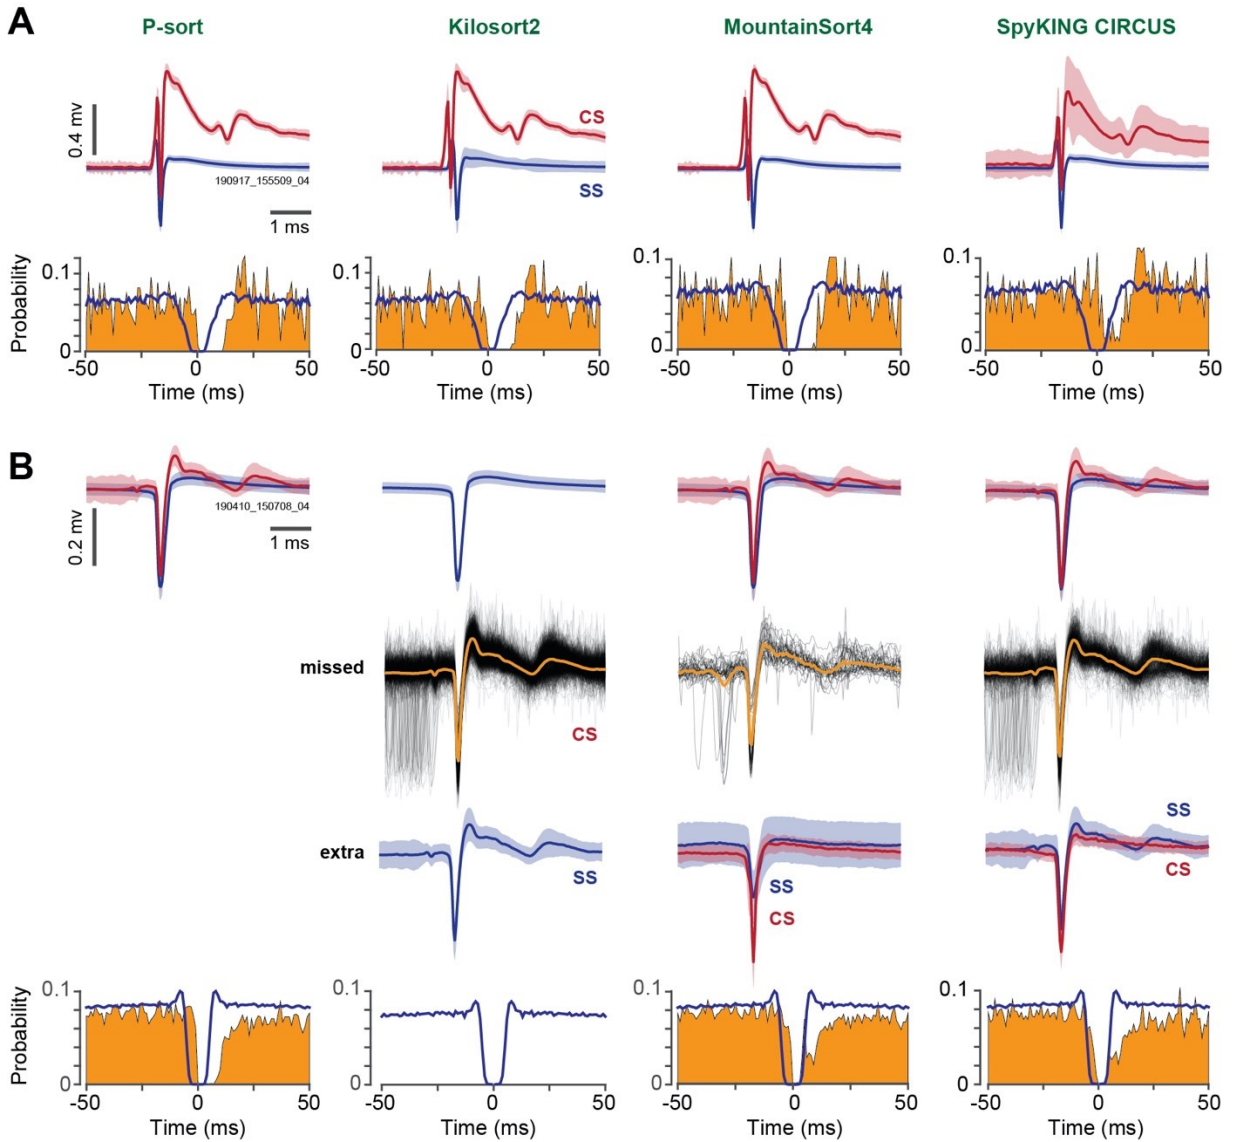 A
P-sort
Kilosort2
MountainSort4
SpyKING CIRCUS
0.4 mv
CS
SS
190917_155509_04
1 ms
Probability
0.1
0
-50
0
50
Time (ms)
0.1
0
-50
0
50
Time (ms)
0.1
0
-50
0
50
Time (ms)
0.1
0
-50
0
50
Time (ms)
B
0.2 mv
190410_150708_04
1 ms
missed
CS
extra
SS
SS
CS
SS
CS
Probability
0.1
0
-50
0
50
Time (ms)
0.1
0
-50
0
50
Time (ms)
0.1
0
-50
0
50
Time (ms)
0.1
0
-50
0
50
Time (ms)